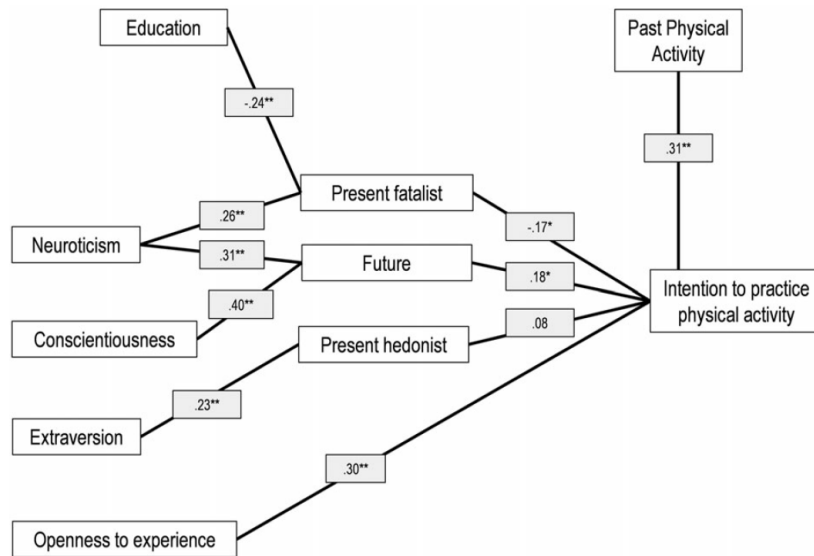 Education
Past Physical
Activity
-.24**
.31**
Present fatalist
.26**
-.17*
Neuroticism
.31**
Future
.18*
Intention to practice
physical activity
.40**
.08
Conscientiousness
Present hedonist
.23**
Extraversion
.30**
Openness to experience